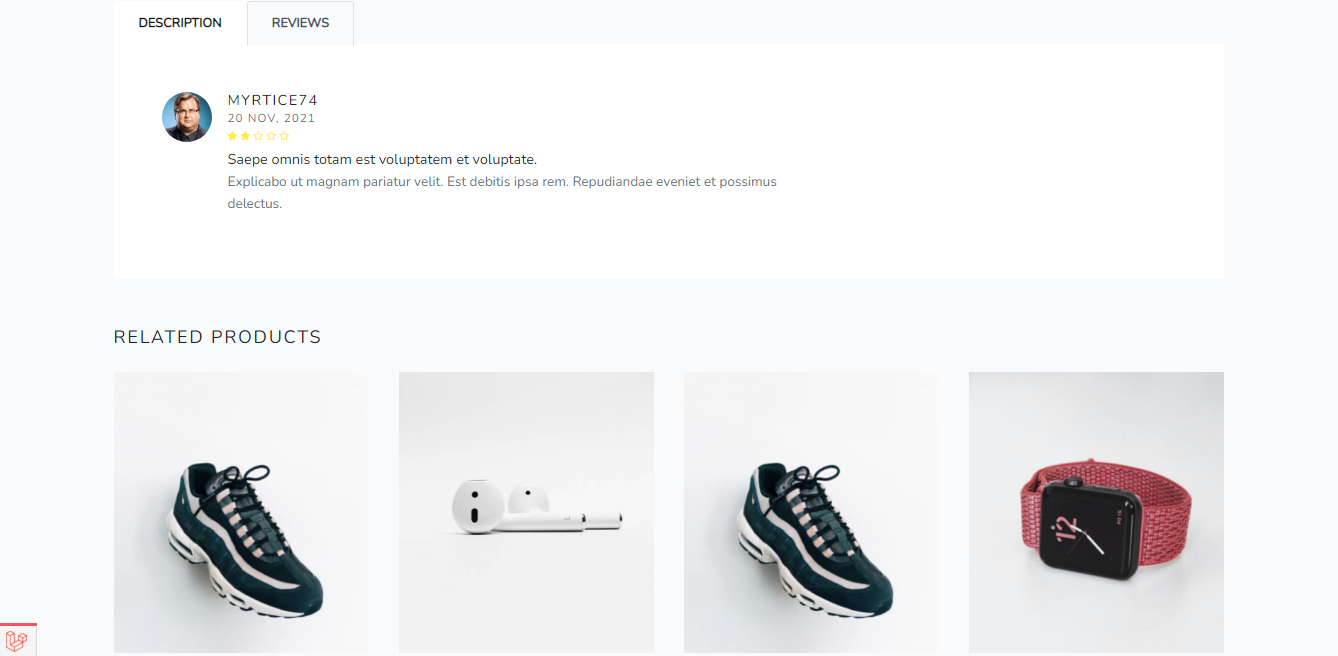 DESCRIPTION
REVIEWS
MYRTICE74
20 NOV, 2021
Saepe omnis totam est voluptatem et voluptate.
Explicabo ut magnam pariatur velit. Est debitis ipsa rem. Repudiandae eveniet et possimus
delectus.
RELATED PRODUCTS
12